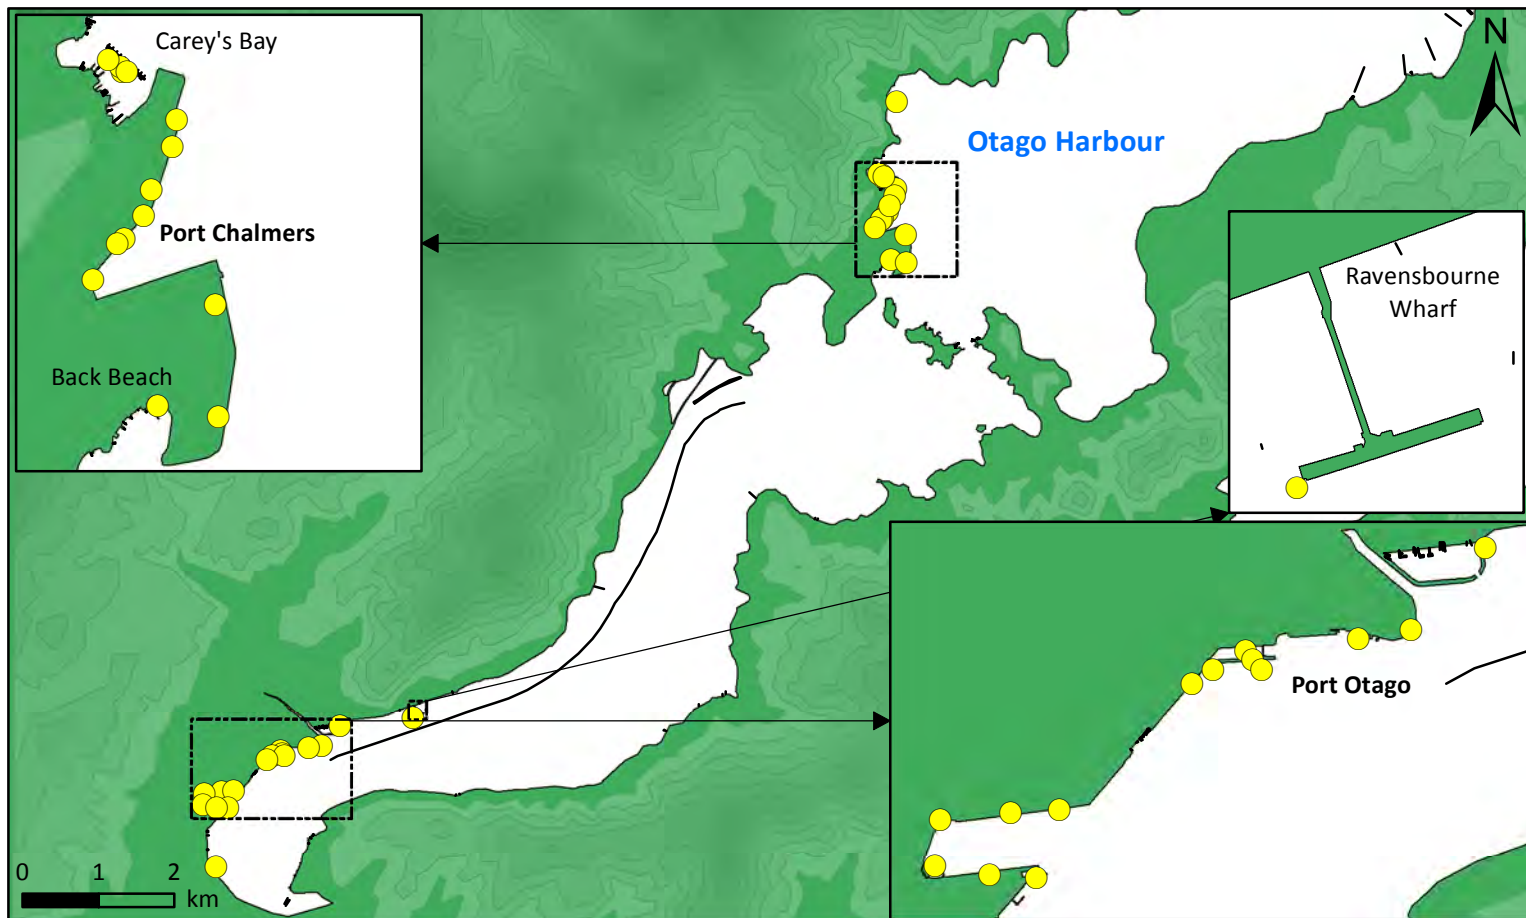 Carey's Bay
N
Otago Harbour
Port Chalmers
Ravensbourne
Wharf
Back Beach
Port Otago
0 1 2
km